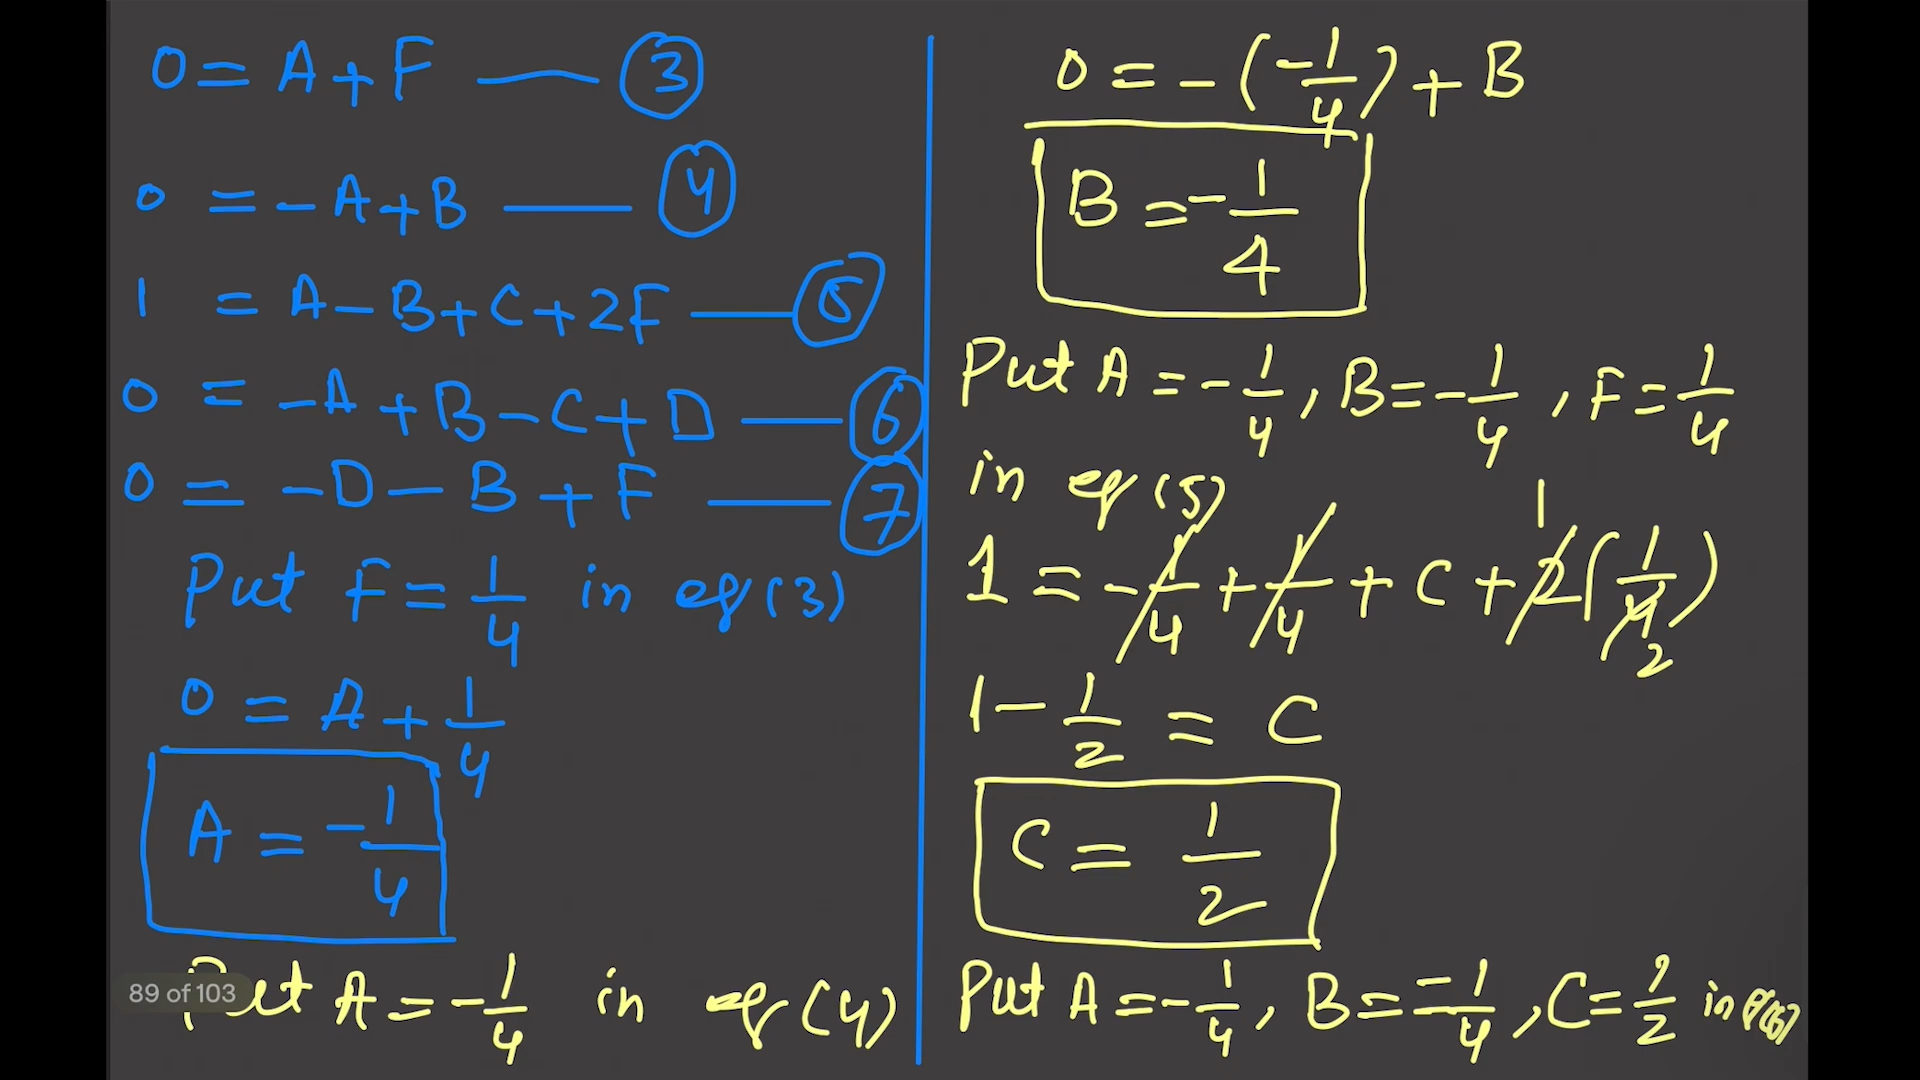 0 = A + F —— (3)
0 = -A + B —— (4)
1 = A - B + C + 2F —— (5)
0 = -A + B - C + D —— (6)
0 = -D - B + F —— (7)
Put F = 1/4 in eq(3)
0 = A + 1/4
A = -1/4
Put A = -1/4 in eq(4)
89 of 103
0 = -(-1/4) + B
B = -1/4
Put A = -1/4, B = -1/4, F = 1/4
in eq(5)
1 = -1/4 + 1/4 + C + 2(1/4) 1 2
1 - 1/2 = C
C = 1/2
Put A = -1/4, B = -1/4, C = 1/2 in